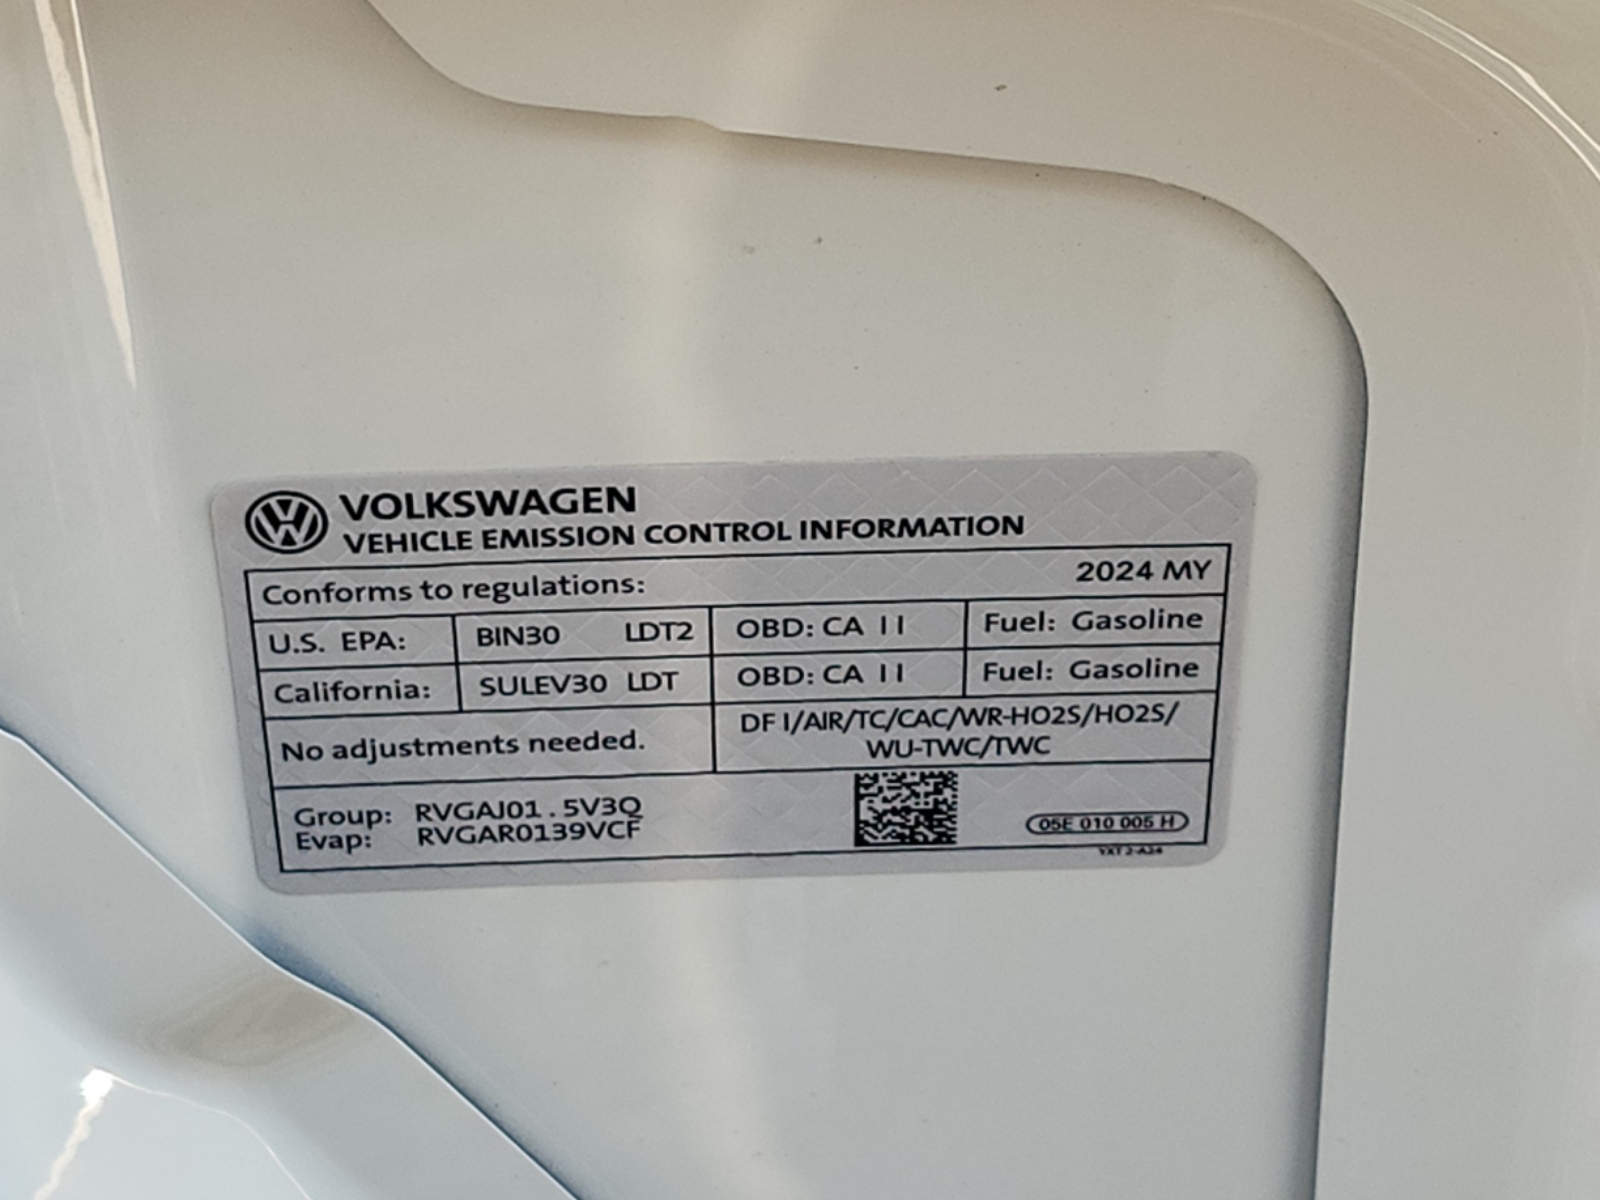 VOLKSWAGEN
VEHICLE EMISSION CONTROL INFORMATION
Conforms to regulations: 2024 MY
U.S. EPA: BIN30 LDT2 OBD: CA II Fuel: Gasoline
California: SULEV30 LDT OBD: CA II Fuel: Gasoline
No adjustments needed.
DFI/AIR/TC/CAC/WR-HO2S/HO2S/
WU-TWC/TWC
Group: RVGAJ01.5V3Q
Evap: RVGAR0139VCF
05E 010 005 H